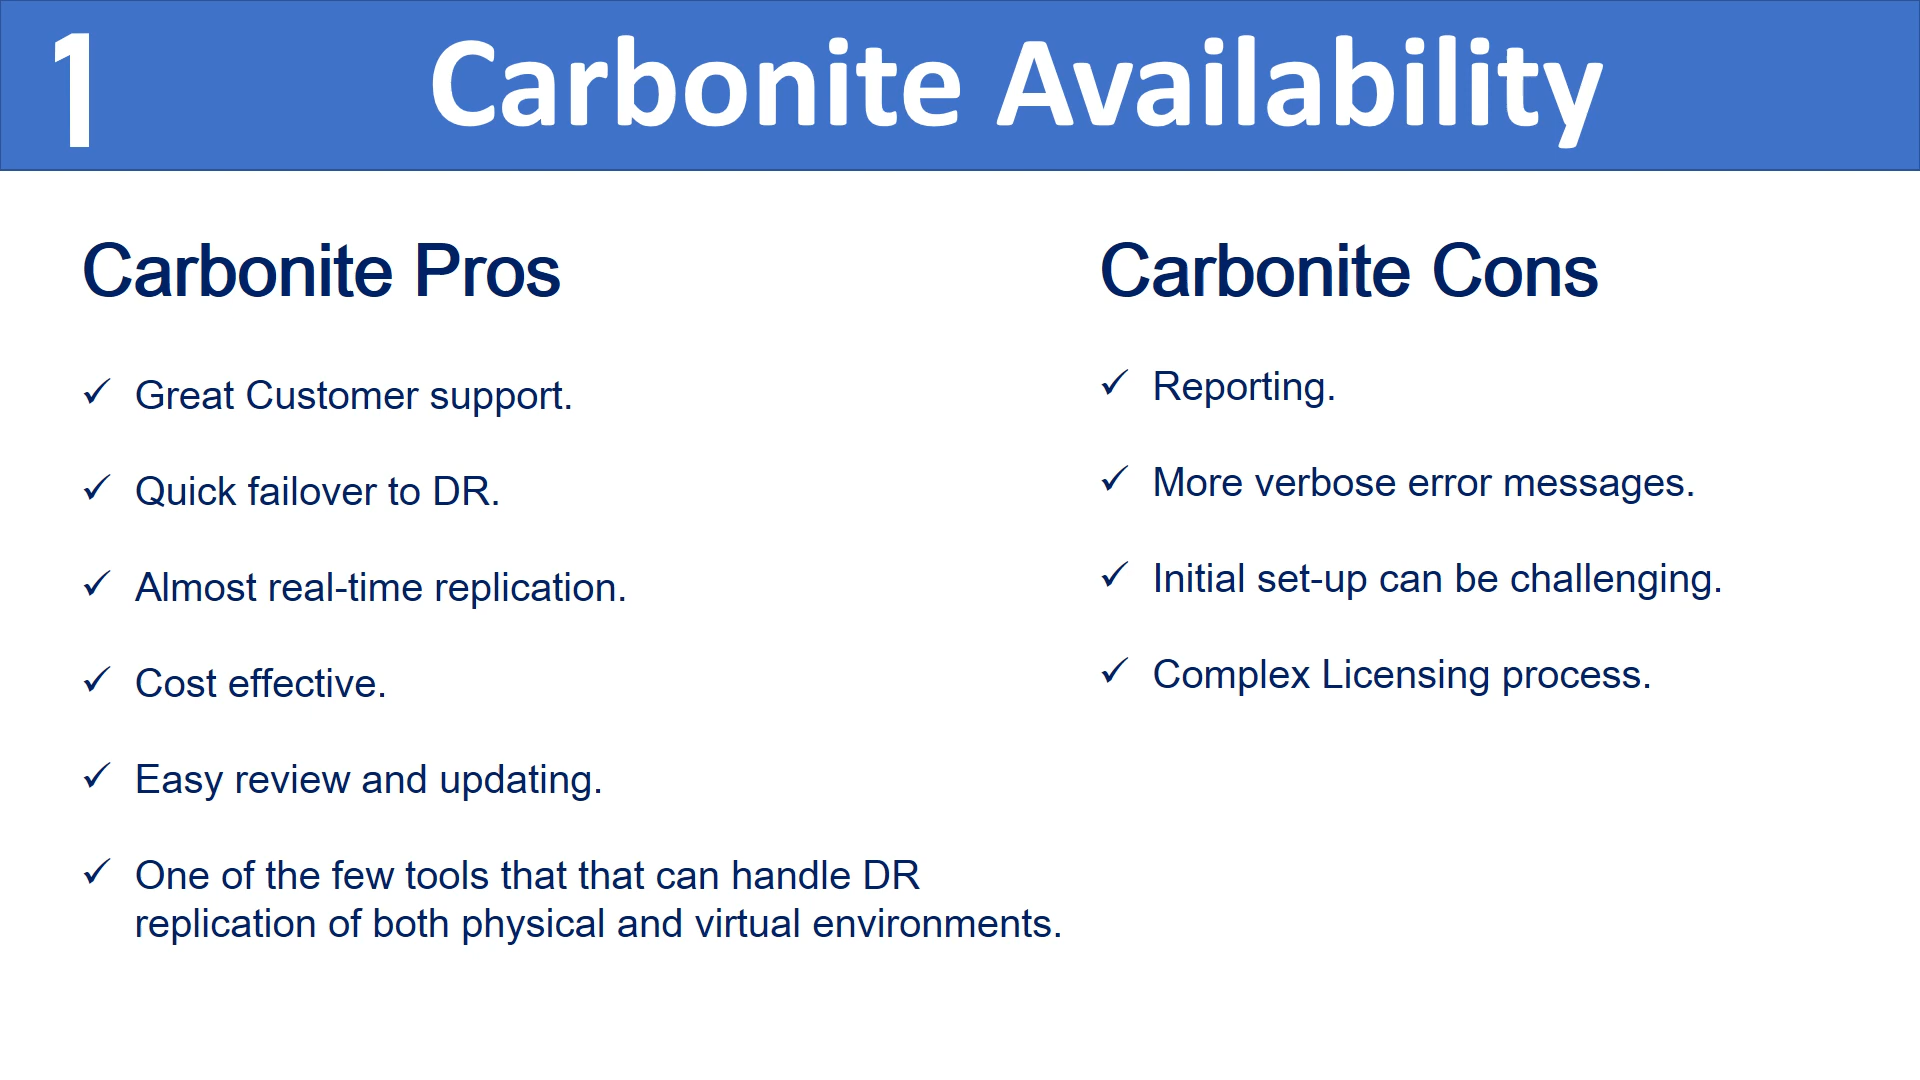 1
Carbonite Availability
Carbonite Pros
Great Customer support.
Quick failover to DR.
Almost real-time replication.
Cost effective.
Easy review and updating.
One of the few tools that that can handle DR
replication of both physical and virtual environments.
Carbonite Cons
Reporting.
More verbose error messages.
Initial set-up can be challenging.
Complex Licensing process.